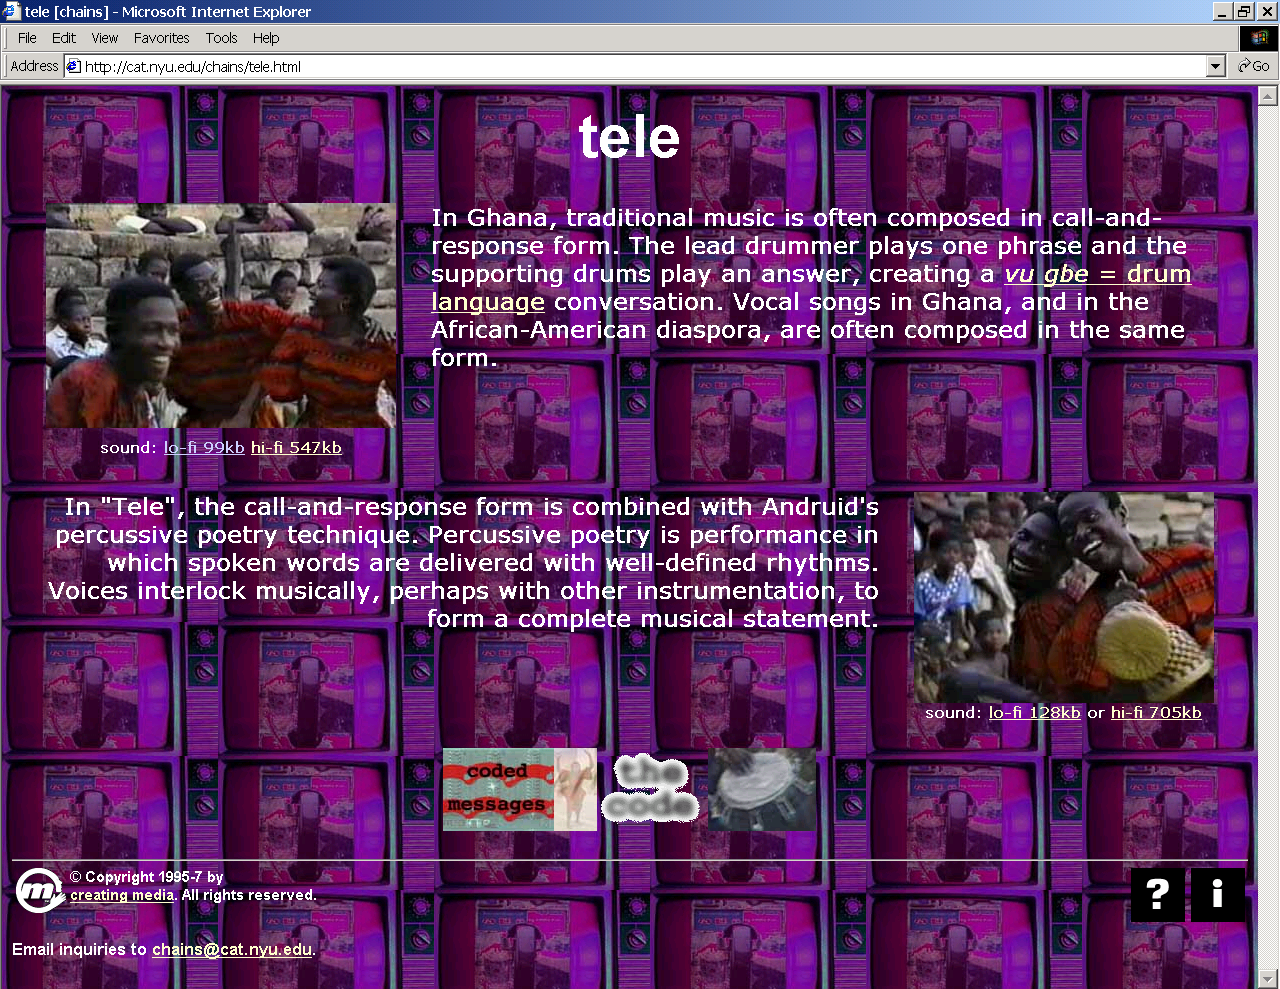 tele [chains] - Microsoft Internet Explorer
File Edit View Favorites Tools Help
Address http://cat.nyu.edu/chains/tele.html Go
tele
In Ghana, traditional music is often composed in call-and-
response form. The lead drummer plays one phrase and the
supporting drums play an answer, creating a vu gbe = drum
language conversation. Vocal songs in Ghana, and in the
African-American diaspora, are often composed in the same
form.
sound: lo-fi 99kb hi-fi 547kb
In "Tele", the call-and-response form is combined with Andruid's
percussive poetry technique. Percussive poetry is performance in
which spoken words are delivered with well-defined rhythms.
Voices interlock musically, perhaps with other instrumentation, to
form a complete musical statement.
sound: lo-fi 128kb or hi-fi 705kb
coded
messages
the
code
m
© Copyright 1995-7 by
creating media. All rights reserved.
? i
Email inquiries to chains@cat.nyu.edu.